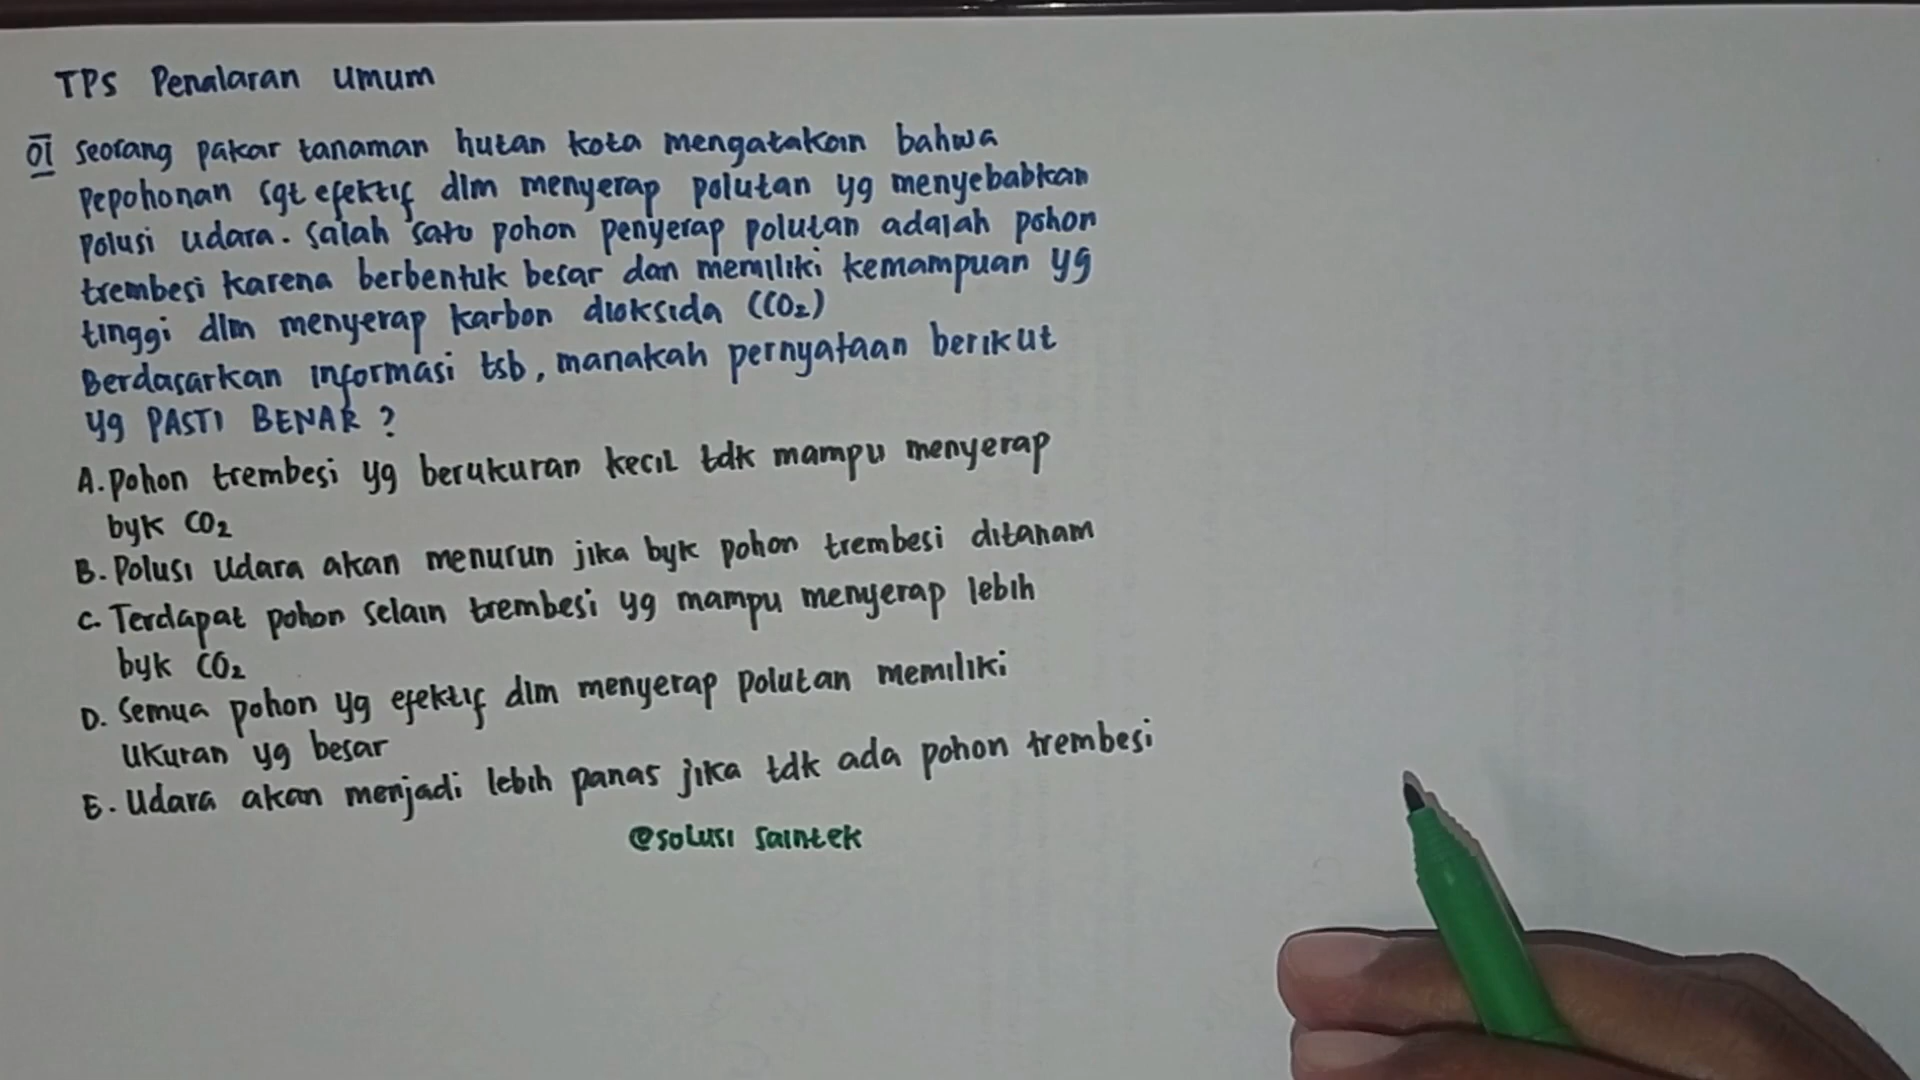 TPS Penalaran Umum
01 Seorang pakar tanaman hutan kota mengatakan bahwa
Pepohonan sgt efektif dlm menyerap polutan yg menyebabkan
Polusi udara. Salah satu pohon penyerap polutan adalah pohon
trembesi karena berbentuk besar dan memiliki kemampuan yg
tinggi dlm menyerap karbon dioksida (CO₂)
Berdasarkan informasi tsb, manakah pernyataan berikut
yg PASTI BENAR ?
A. Pohon trembesi yg berukuran kecil tdk mampu menyerap
byk CO₂
B. Polusi udara akan menurun jika byk pohon trembesi ditanam
C. Terdapat pohon selain trembesi yg mampu menyerap lebih
byk CO₂
D. Semua pohon yg efektif dlm menyerap polutan memiliki
ukuran yg besar
E. Udara akan menjadi lebih panas jika tdk ada pohon trembesi
@solusi saintek